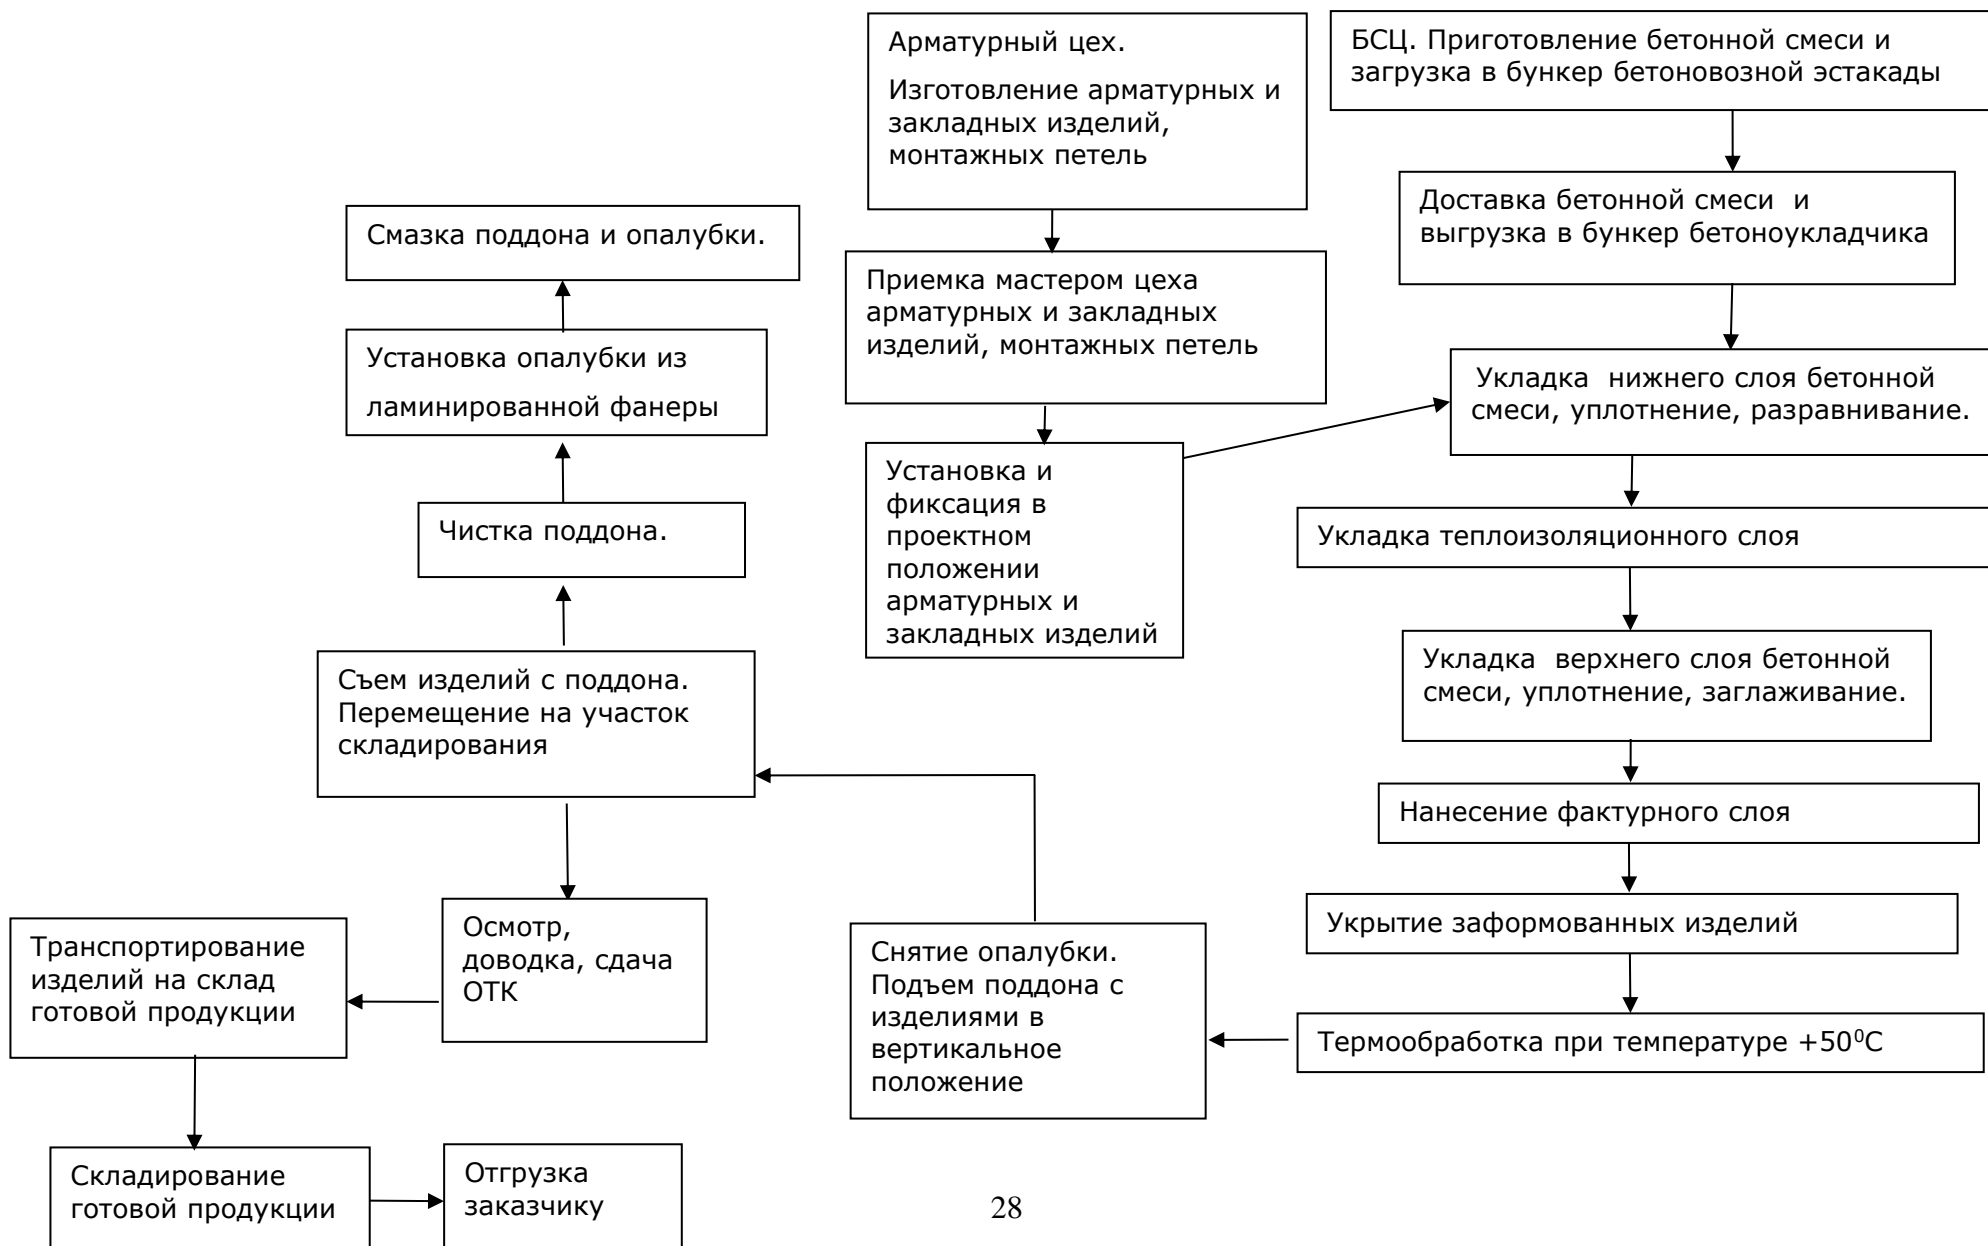 Арматурный цех.
Изготовление арматурных и
закладных изделий,
монтажных петель
БСЦ. Приготовление бетонной смеси и
загрузка в бункер бетоновозной эстакады
Доставка бетонной смеси и
выгрузка в бункер бетоноукладчика
Смазка поддона и опалубки.
Приемка мастером цеха
арматурных и закладных
изделий, монтажных петель
Установка опалубки из
ламинированной фанеры
Укладка нижнего слоя бетонной
смеси, уплотнение, разравнивание.
Установка и
фиксация в
проектном
положении
арматурных и
закладных изделий
Чистка поддона.
Укладка теплоизоляционного слоя
Укладка верхнего слоя бетонной
смеси, уплотнение, заглаживание.
Съем изделий с поддона.
Перемещение на участок
складирования
Нанесение фактурного слоя
Укрытие заформованных изделий
Осмотр,
доводка, сдача
ОТК
Транспортирование
изделий на склад
готовой продукции
Снятие опалубки.
Подъем поддона с
изделиями в
вертикальное
положение
Термообработка при температуре +50⁰С
Складирование
готовой продукции
Отгрузка
заказчику
28